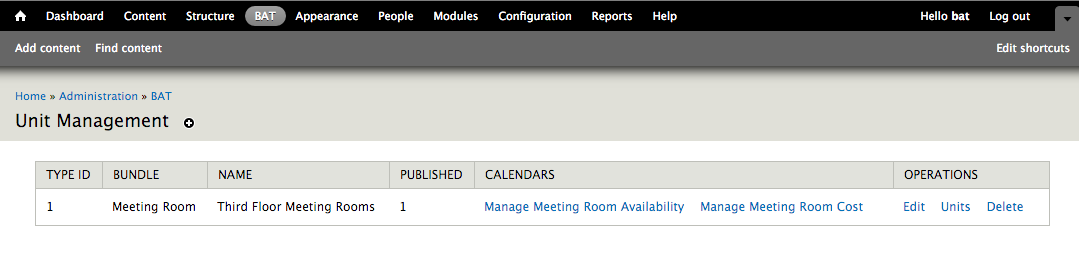 Dashboard Content Structure BAT Appearance People Modules Configuration Reports Help Hello bat Log out
Add content Find content Edit shortcuts
Home » Administration » BAT
Unit Management
TYPE ID BUNDLE NAME PUBLISHED CALENDARS OPERATIONS
1 Meeting Room Third Floor Meeting Rooms 1 Manage Meeting Room Availability Manage Meeting Room Cost Edit Units Delete